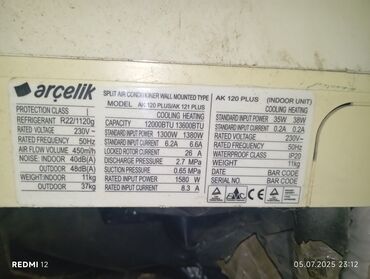 arçelik
PROTECTION CLASS I
REFRIGERANT R22/1120g
RATED VOLTAGE 230V~
RATED FREQUENCY 50Hz
AIR FLOW VOLUME 450m³/h
NOISE: INDOOR 40dB(A)
OUTDOOR 48dB(A)
WEIGHT:INDOOR 11kg
OUTDOOR 37kg
SPLIT AIR CONDITIONER WALL MOUNTED TYPE
MODEL AK 120 PLUS/AK 121 PLUS
COOLING HEATING
CAPACITY 12000BTU 13600BTU
STANDARD INPUT POWER 1300W 1380W
STANDARD INPUT CURRENT 6.2A 6.6A
LOCKED ROTOR CURRENT 26 A
DISCHARGE PRESSURE 2.7 MPa
SUCTION PRESSURE 0.65 MPa
RATED INPUT POWER 1580 W
RATED INPUT CURRENT 8.3 A
AK 120 PLUS (INDOOR UNIT)
COOLING HEATING
STANDARD INPUT POWER 35W 38W
STANDARD INPUT CURRENT 0.2A 0.2A
RATED VOLTAGE 230V~
RATED FREQUENCY 50Hz
WATERPROOF CLASS IP20
WEIGHT 11kg
DATE BAR CODE
NO BAR CODE
TSE
CE
REDMI 12
05.07.2025 23:12